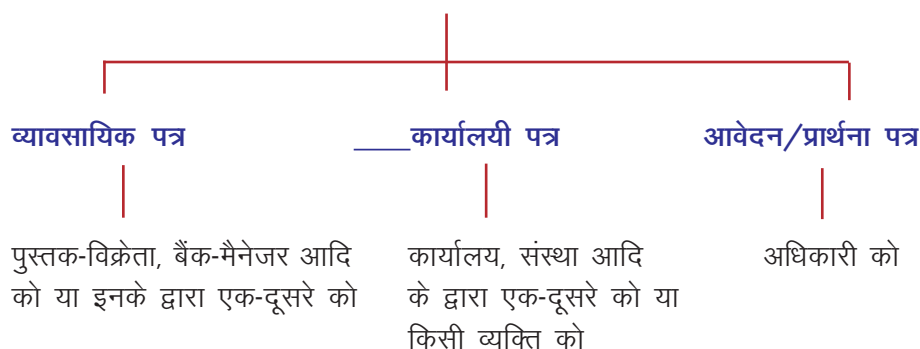 व्यावसायिक पत्र ____कार्यालयी पत्र आवेदन/प्रार्थना पत्र
पुस्तक-विक्रेता, बैंक-मैनेजर आदि
को या इनके द्वारा एक-दूसरे को
कार्यालय, संस्था आदि
के द्वारा एक-दूसरे को या
किसी व्यक्ति को
अधिकारी को